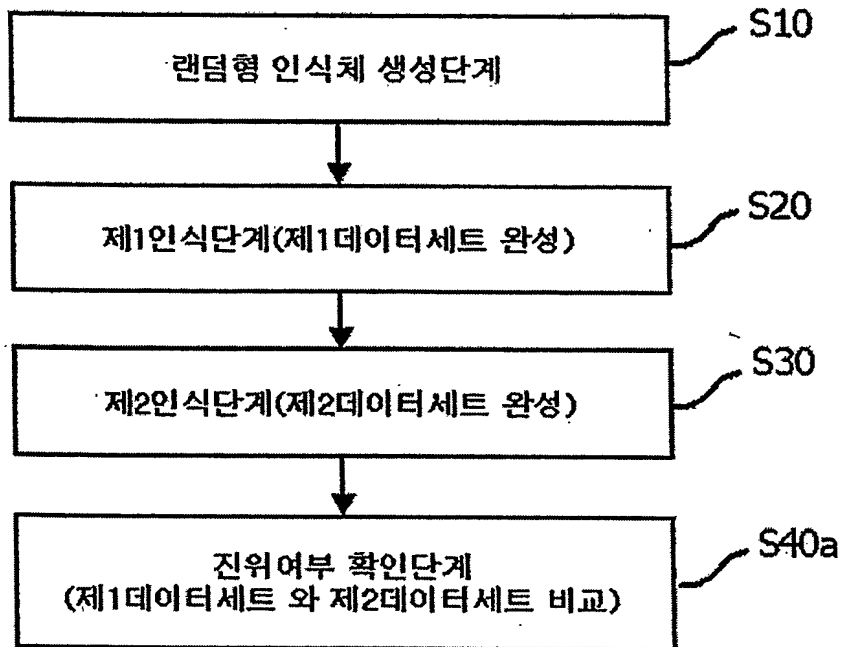 랜덤형 인식체 생성단계
S10
제1인식단계(제1데이터세트 완성)
S20
제2인식단계(제2데이터세트 완성)
S30
진위여부 확인단계
(제1데이터세트 와 제2데이터세트 비교)
S40a